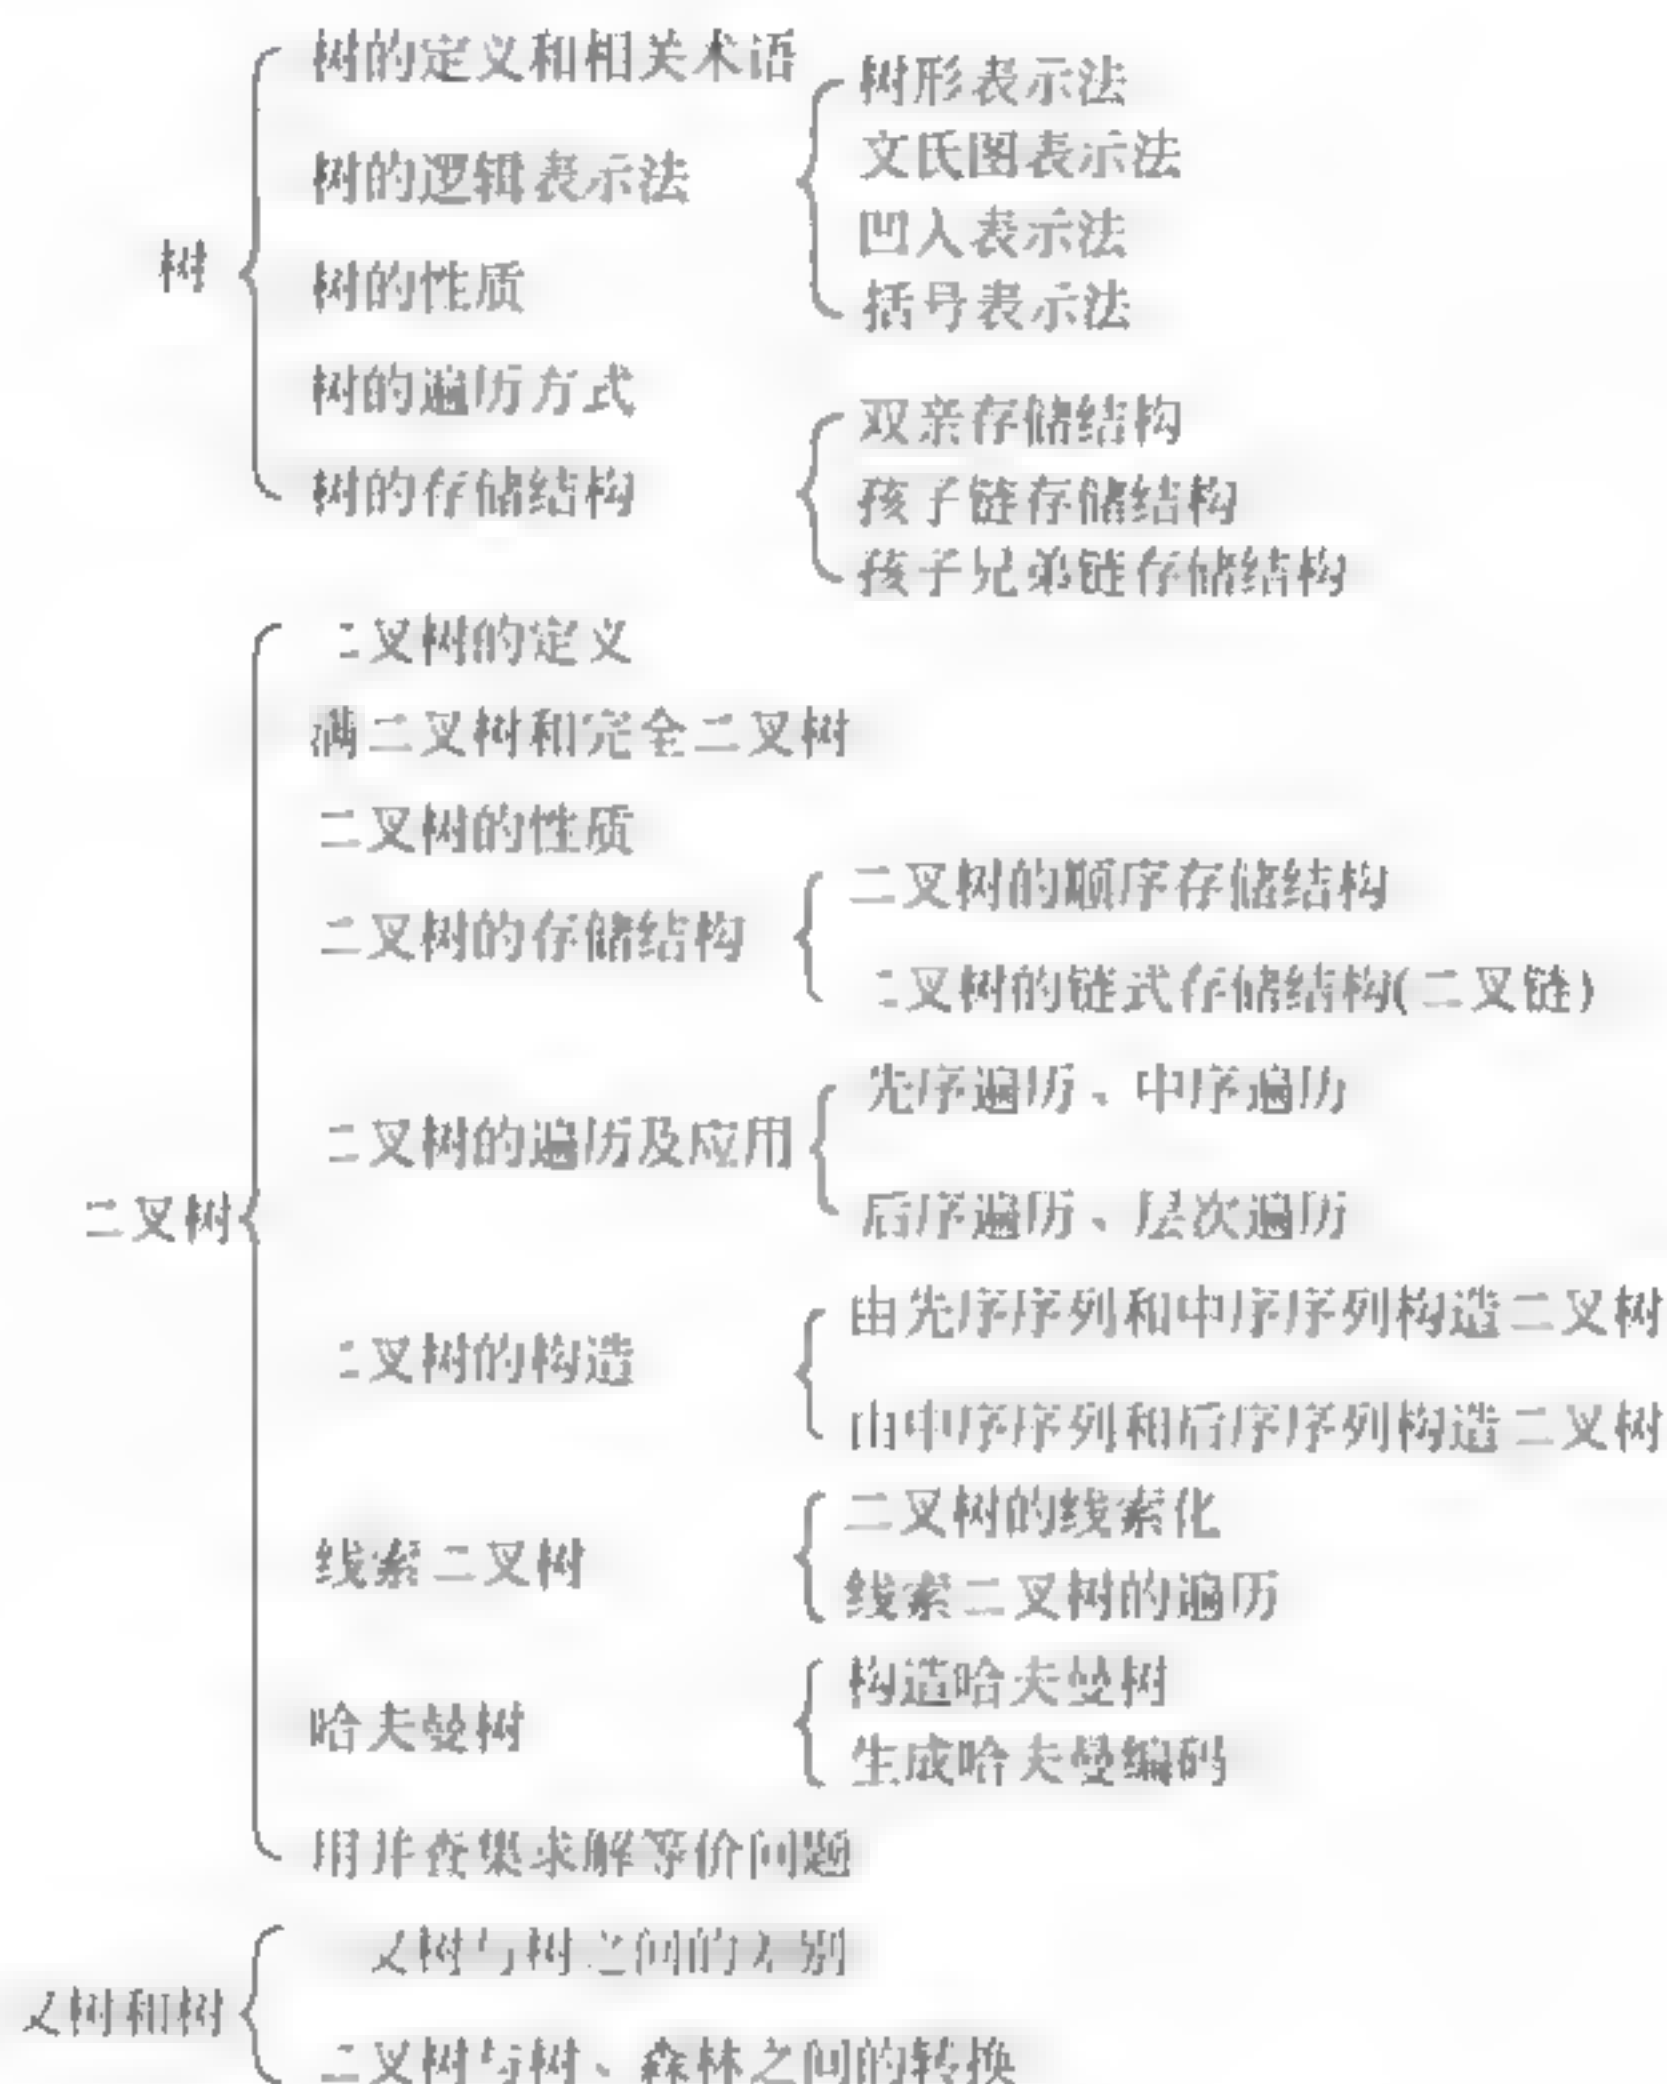 树
树的定义和相关术语
树的逻辑表示法
树形表示法
文氏图表示法
凹入表示法
括号表示法
树的性质
树的遍历方式
树的存储结构
双亲存储结构
孩子链存储结构
孩子兄弟链存储结构
二叉树
二叉树的定义
满二叉树和完全二叉树
二叉树的性质
二叉树的存储结构
二叉树的顺序存储结构
二叉树的链式存储结构(二叉链)
二叉树的遍历及应用
先序遍历、中序遍历
后序遍历、层次遍历
二叉树的构造
由先序序列和中序序列构造二叉树
由中序序列和后序序列构造二叉树
线索二叉树
二叉树的线索化
线索二叉树的遍历
哈夫曼树
构造哈夫曼树
生成哈夫曼编码
用并查集求解等价问题
叉树和树
叉树与树之间的差别
二叉树与树、森林之间的转换